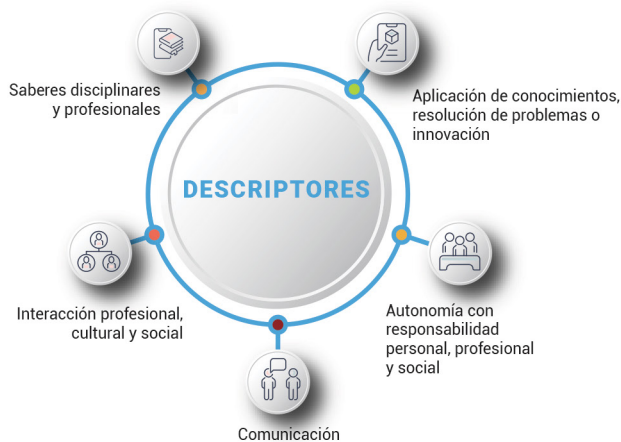 Saberes disciplinares
y profesionales
Aplicación de conocimientos,
resolución de problemas o
innovación
DESCRIPTORES
Interacción profesional,
cultural y social
Autonomía con
responsabilidad
personal, profesional
y social
Comunicación